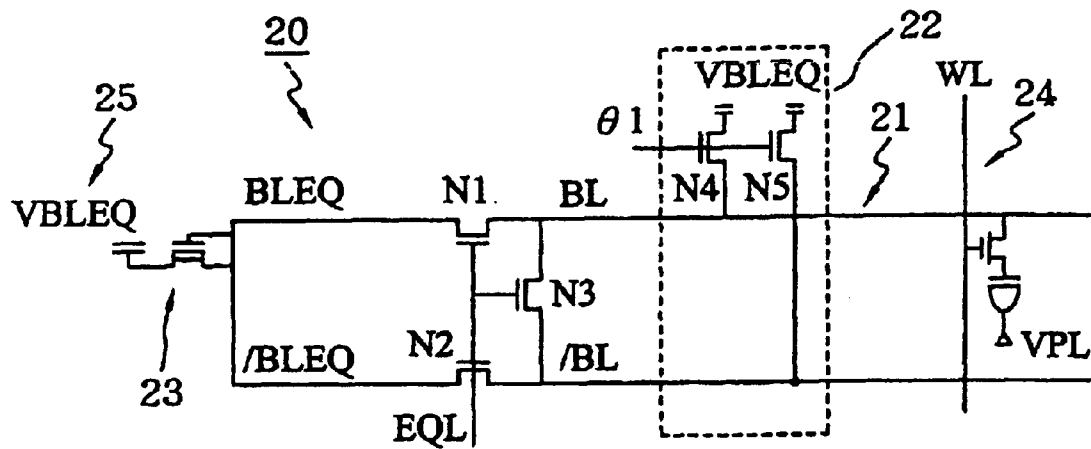 20
22
25
VBLEQ
WL
24
θ1
21
BLEQ
N1
BL
N4
N5
VBLEQ
N3
/BLEQ
N2
/BL
VPL
23
EQL